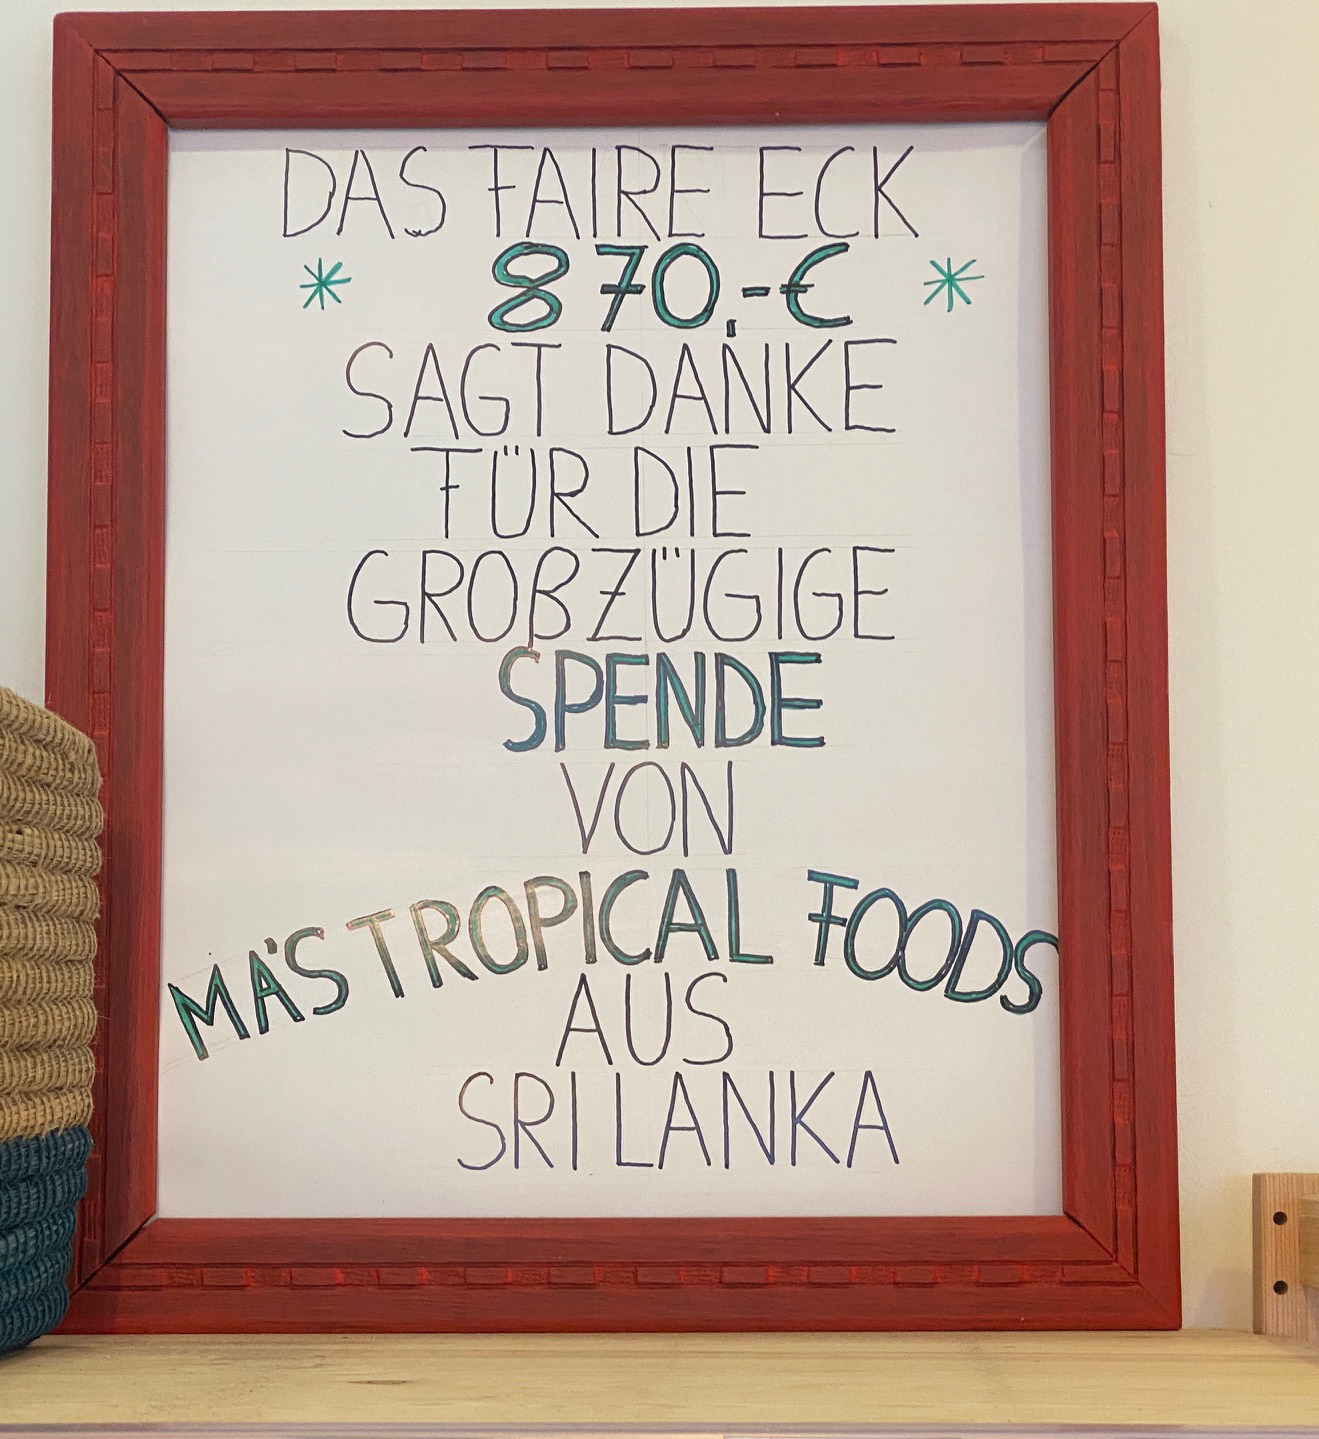 DAS FAIRE ECK
* 870,-€ *
SAGT DANKE
FÜR DIE
GROßZÜGIGE
SPENDE
VON
MA'S TROPICAL FOODS
AUS
SRI LANKA